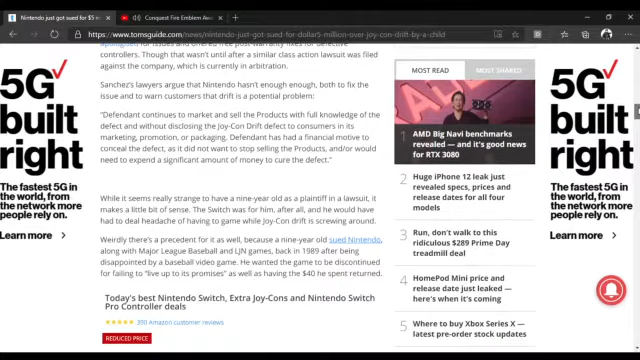 Nintendo just got sued for $5 m
Conquest Fire Emblem Awa
https://www.tomsguide.com/news/nintendo-just-got-sued-for-dollar5-million-over-joy-con-drift-by-a-child
apologised for issues and offered free post-warranty fixes for defective
controllers. Though that wasn't until after a similar class action lawsuit was filed
against the company, which is currently in arbitration.
Sanchez's lawyers argue that Nintendo hasn't enough enough, both to fix the
issue and to warn customers that drift is a potential problem:
"Defendant continues to market and sell the Products with full knowledge of the
defect and without disclosing the Joy-Con Drift defect to consumers in its
marketing, promotion, or packaging. Defendant has had a financial motive to
conceal the defect, as it did not want to stop selling the Products, and/or would
need to expend a significant amount of money to cure the defect."
While it seems really strange to have a nine-year old as a plaintiff in a lawsuit, it
makes a little bit of sense. The Switch was for him, after all, and he would have
had to deal headache of having to game while Joy-Con drift is screwing around.
Weirdly there's a precedent for it as well, because a nine-year old sued Nintendo,
along with Major League Baseball and LJN games, back in 1989 after being
disappointed by a baseball video game. He wanted the game to be discontinued
for failing to "live up to its promises" as well as having the $40 he spent returned.
Today's best Nintendo Switch, Extra Joy-Cons and Nintendo Switch
Pro Controller deals
390 Amazon customer reviews
REDUCED PRICE
MOST READ
MOST SHARED
1
AMD Big Navi benchmarks
revealed — and it's good news
for RTX 3080
2
Huge iPhone 12 leak just
revealed specs, prices and
release dates for all four
models
3
Run, don't walk to this
ridiculous $289 Prime Day
treadmill deal
4
HomePod Mini price and
release date just leaked —
here's when it's coming
5
Where to buy Xbox Series X —
latest pre-order stock updates
5G
built
right
The fastest 5G in
the world, from
the network more
people rely on.
Learn more
5G
built
right
The fastest 5G in
the world, from
the network more
people rely on.
Learn more